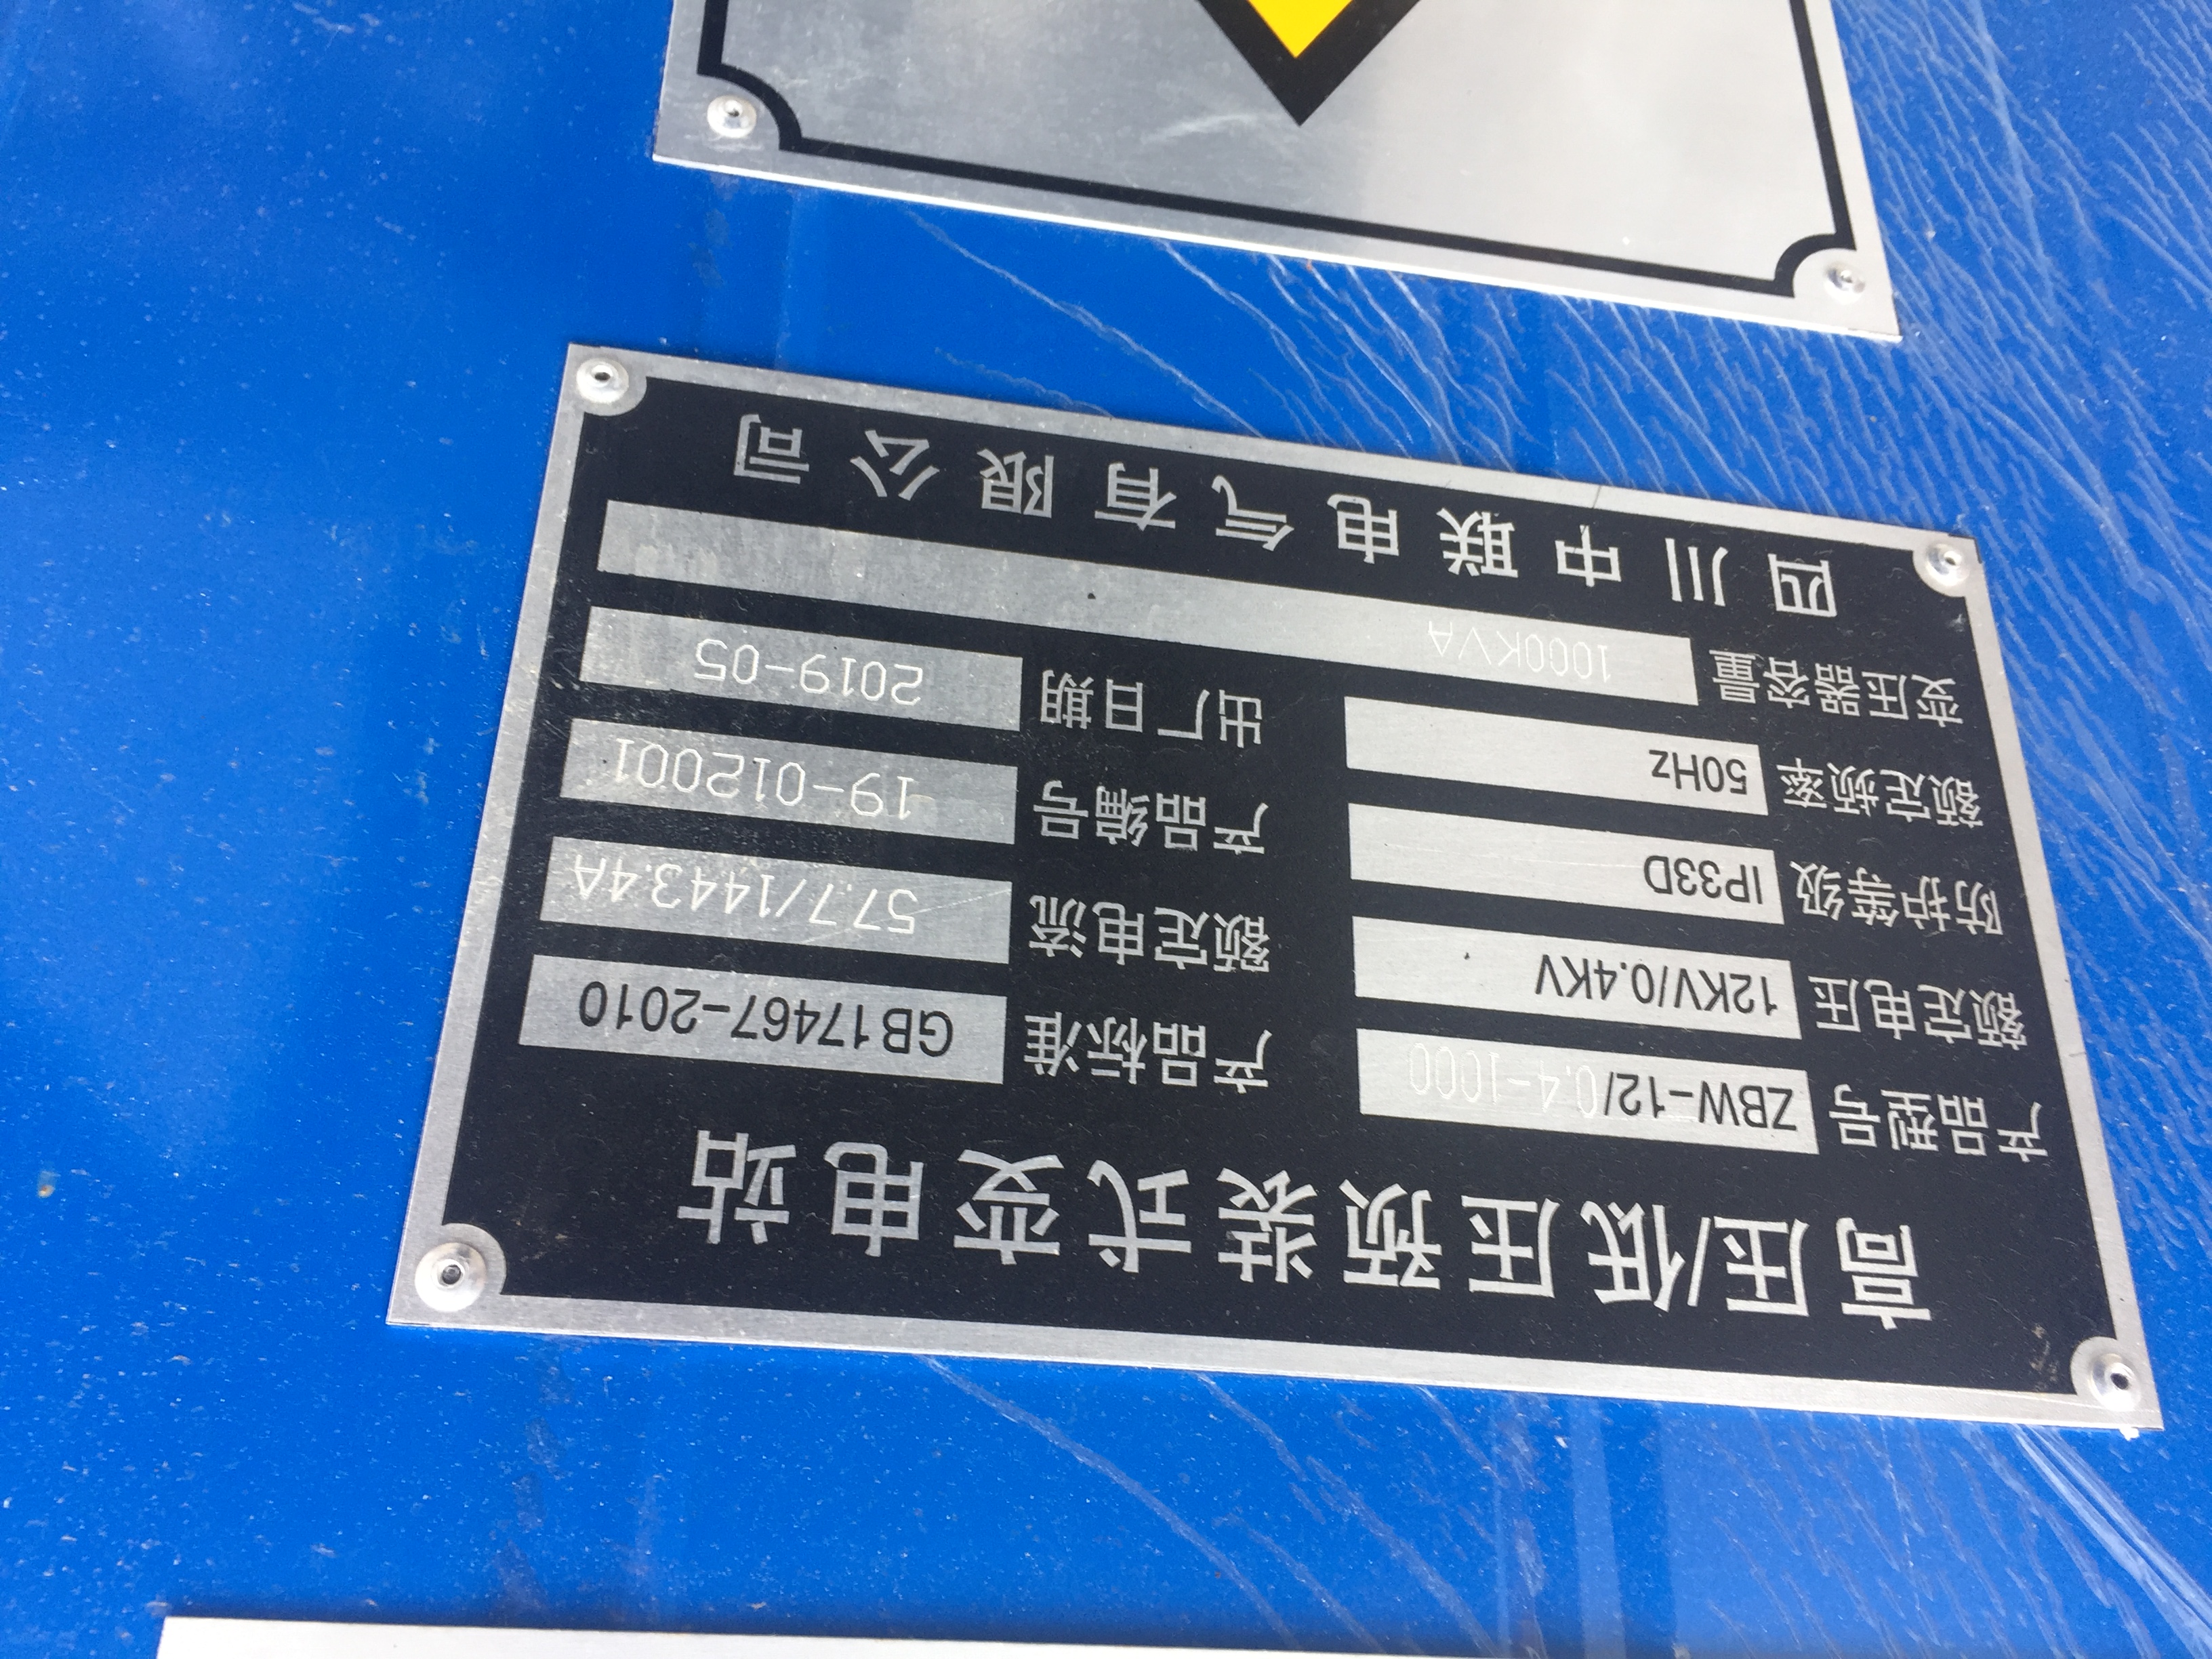 高压/低压预装式变电站
产品型号 ZBW-12/0.4-1000 产品标准 GB17467-2010
额定电压 12KV/0.4KV 额定电流 57.7/1443.4A
防护等级 IP33D 产品编号 19-012001
额定频率 50Hz 出厂日期 2019-05
变压器容量 1000KVA
四川中联电气有限公司